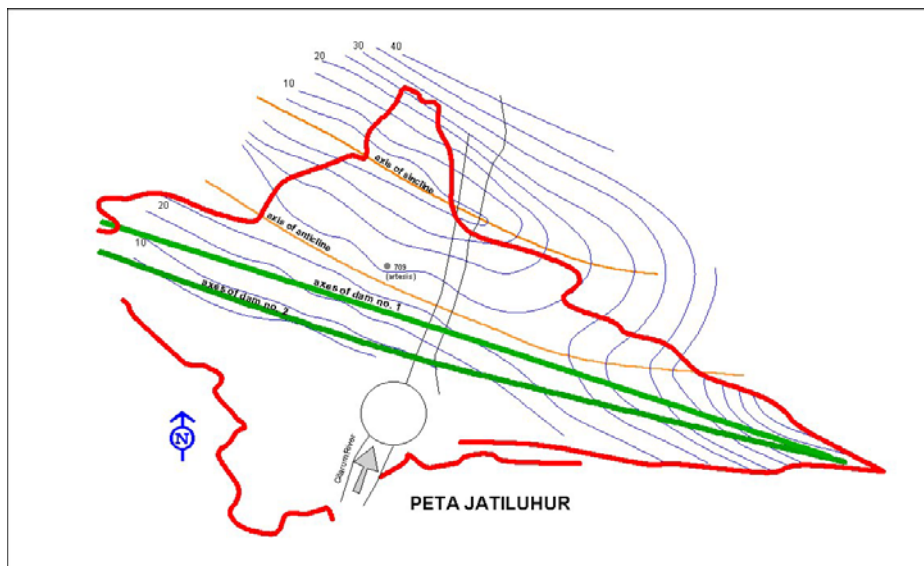 40
30
20
10
axis of sincline
axis of anticline
20
10
709
(artesis)
axes of dam no. 1
axes of dam no. 2
N
Citarum River
PETA JATILUHUR